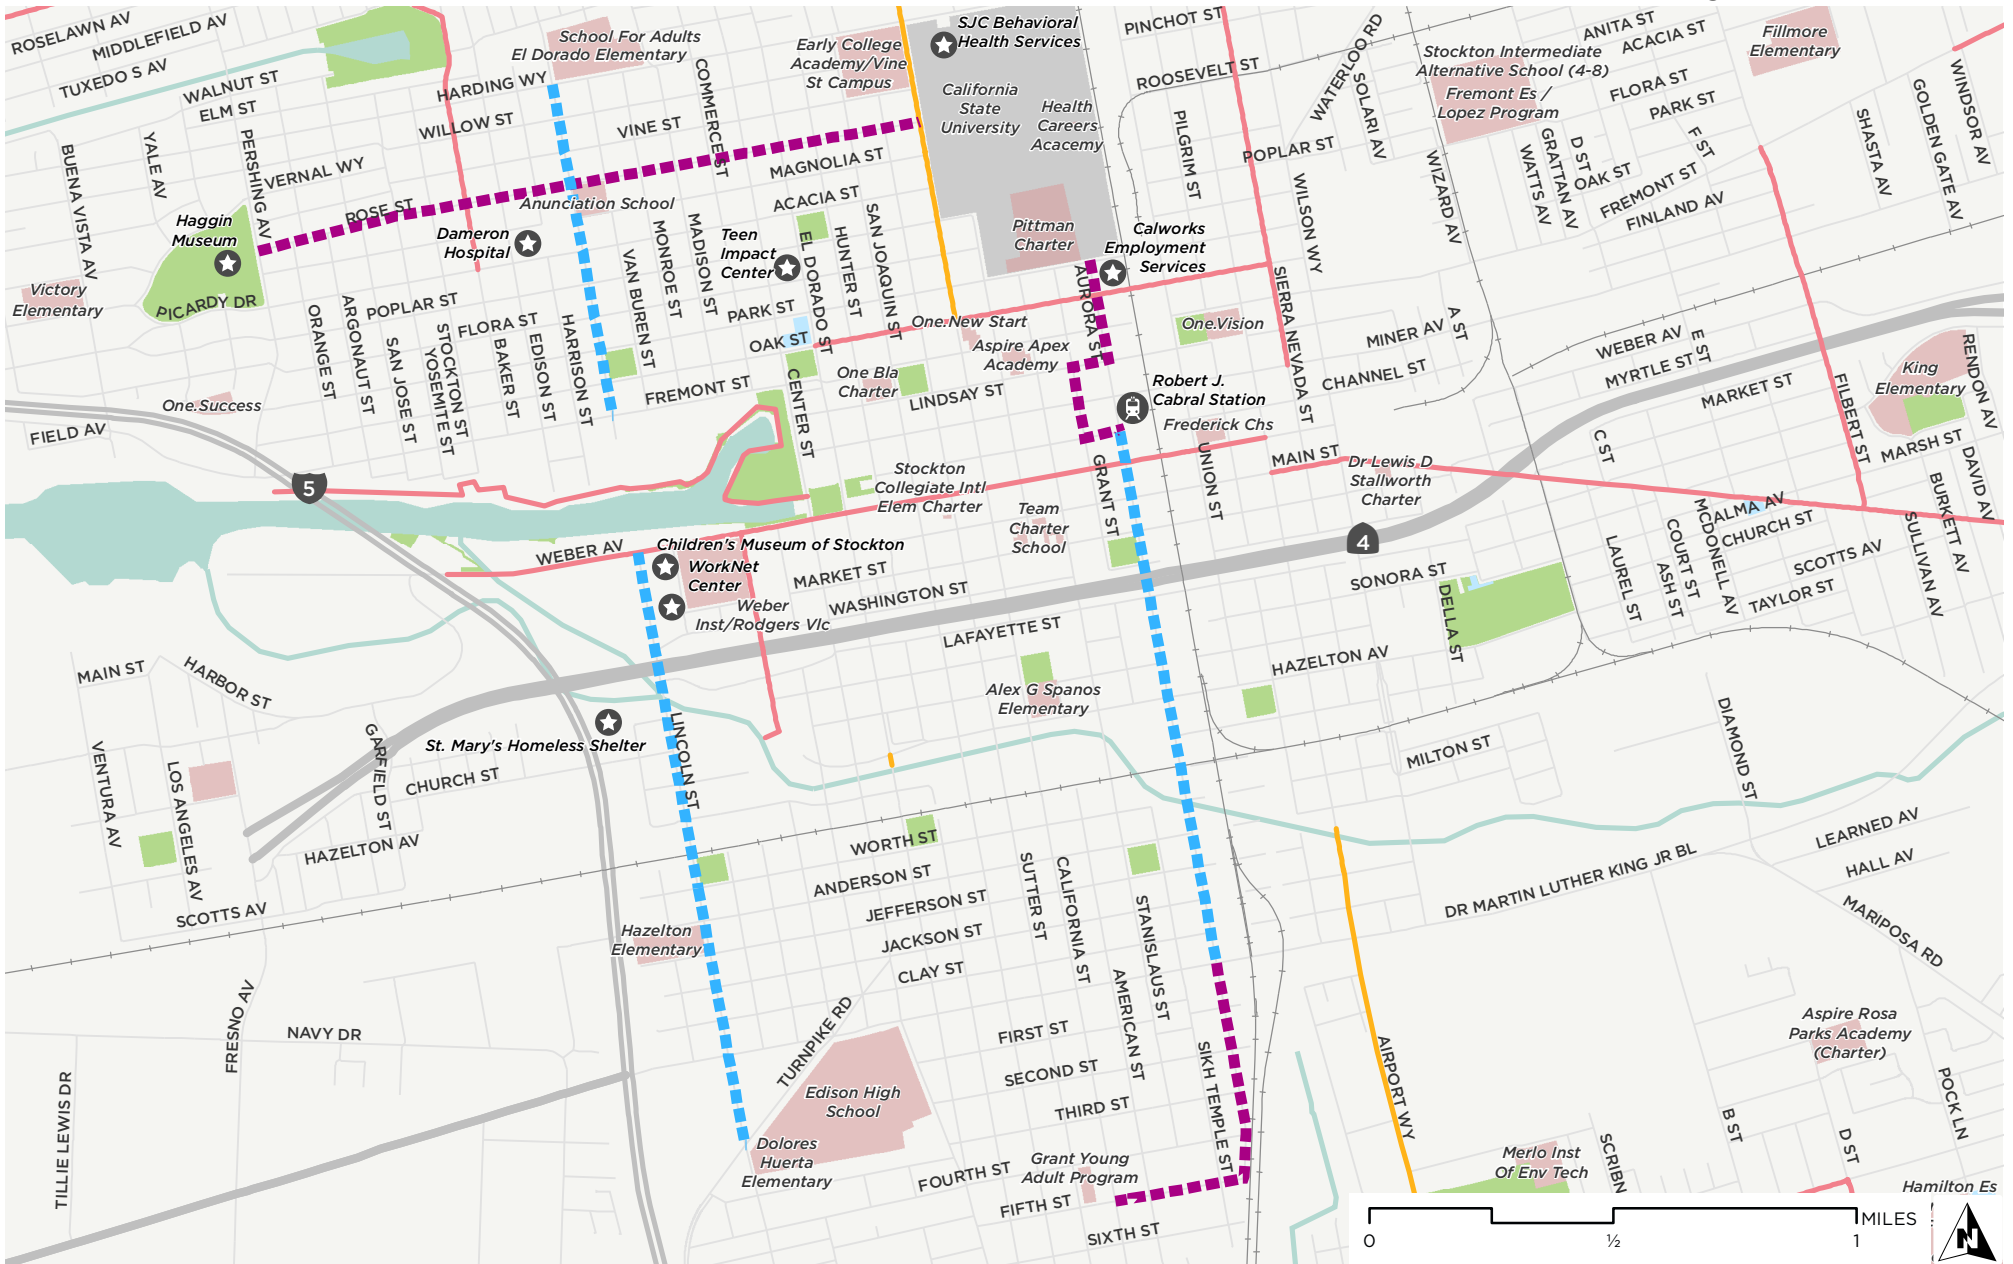 ROSELAWN AV
MIDDLEFIELD AV
TUXEDO S AV
WALNUT ST
ELM ST
HARDING WY
WILLOW ST
School For Adults
El Dorado Elementary
VINE ST
COMMERCE ST
Early College
Academy/Vine
St Campus
SJC Behavioral
Health Services
California
State
University
Health
Careers
Acacemy
PINCHOT ST
ROOSEVELT ST
WATERLOO RD
SOLARI AV
PILGRIM ST
POPLAR ST
Stockton Intermediate
Alternative School (4-8)
Fremont Es /
Lopez Program
ANITA ST
ACACIA ST
FLORA ST
PARK ST
Fillmore
Elementary
WINDSOR AV
GOLDEN GATE AV
SHASTA AV
F ST
D ST
GRATTAN AV
WATTS AV
OAK ST
FREMONT ST
FINLAND AV
WIZARD AV
WILSON WY
BUENA VISTA AV
YALE AV
PERSHING AV
VERNAL WY
ROSE ST
MAGNOLIA ST
ACACIA ST
Anunciation School
Haggin
Museum
Dameron
Hospital
Teen
Impact
Center
VAN BUREN ST
MONROE ST
MADISON ST
EL DORADO ST
HUNTER ST
SAN JOAQUIN ST
Pittman
Charter
Calworks
Employment
Services
AURORA ST
SIERRA NEVADA ST
Victory
Elementary
PICARDY DR
POPLAR ST
FLORA ST
PARK ST
OAK ST
ORANGE ST
ARGONAUT ST
SAN JOSE ST
STOCKTON ST
YOSEMITE ST
BAKER ST
EDISON ST
HARRISON ST
FREMONT ST
CENTER ST
One.New Start
Aspire Apex
Academy
One Bla
Charter
LINDSAY ST
One.Vision
MINER AV
A ST
CHANNEL ST
WEBER AV
E ST
MYRTLE ST
MARKET ST
FILBERT ST
King
Elementary
RENDON AV
MARSH ST
DAVID AV
BURKETT AV
SULLIVAN AV
One.Success
FIELD AV
5
Robert J.
Cabral Station
Frederick Chs
UNION ST
GRANT ST
MAIN ST
Dr Lewis D
Stallworth
Charter
C ST
ALMA AV
MCDONELL AV
CHURCH ST
COURT ST
ASH ST
LAUREL ST
SCOTTS AV
TAYLOR ST
4
Stockton
Collegiate Intl
Elem Charter
Team
Charter
School
WEBER AV
Children's Museum of Stockton
WorkNet
Center
Weber
Inst/Rodgers Vlc
MARKET ST
WASHINGTON ST
LAFAYETTE ST
SONORA ST
DELLA ST
HAZELTON AV
MAIN ST
HARBOR ST
VENTURA AV
LOS ANGELES AV
GARFIELD ST
CHURCH ST
HAZELTON AV
SCOTTS AV
St. Mary's Homeless Shelter
LINCOLN ST
Alex G Spanos
Elementary
MILTON ST
DIAMOND ST
LEARNED AV
HALL AV
MARIPOSA RD
DR MARTIN LUTHER KING JR BL
WORTH ST
ANDERSON ST
JEFFERSON ST
JACKSON ST
CLAY ST
SUTTER ST
CALIFORNIA ST
STANISLAUS ST
AMERICAN ST
Hazelton
Elementary
FRESNO AV
NAVY DR
TILLIE LEWIS DR
TURNPIKE RD
FIRST ST
SECOND ST
THIRD ST
SIKH TEMPLE ST
AIRPORT WY
Edison High
School
Dolores
Huerta
Elementary
FOURTH ST
FIFTH ST
SIXTH ST
Grant Young
Adult Program
Aspire Rosa
Parks Academy
(Charter)
POCK LN
B ST
D ST
SCRIBN
Merlo Inst
Of Env Tech
Hamilton Es
0
½
1
MILES
N